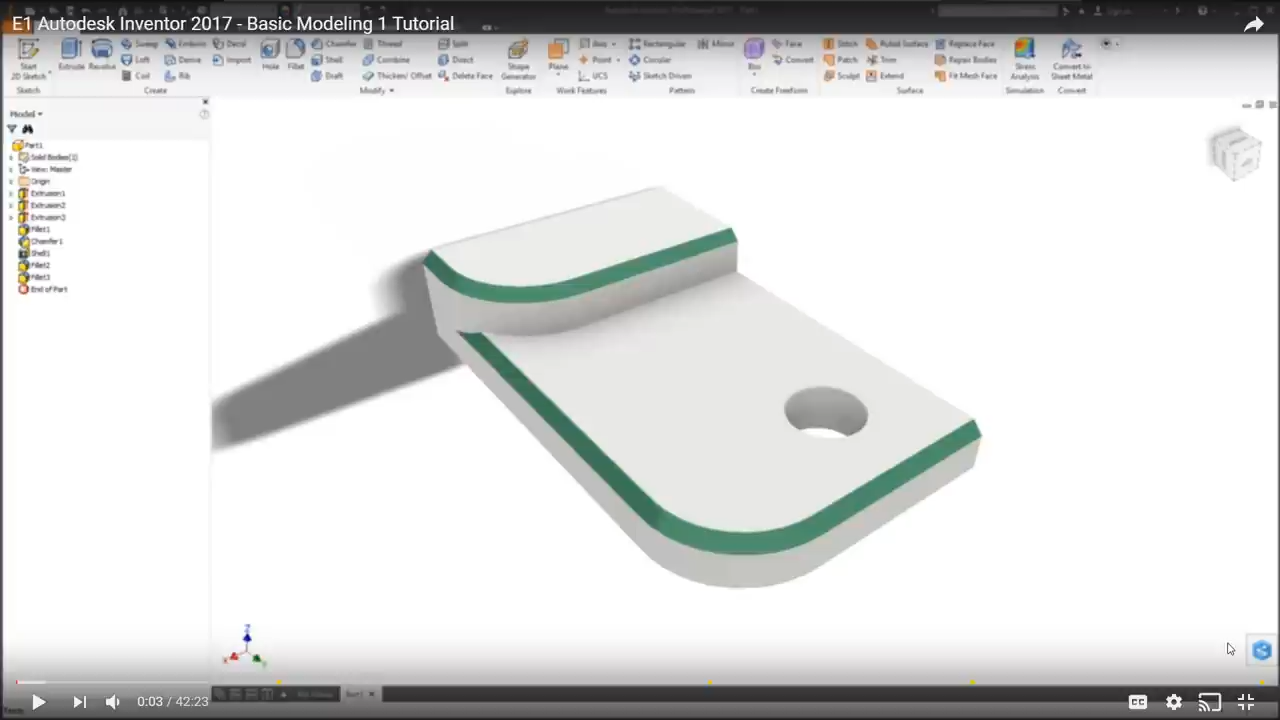 E1 Autodesk Inventor 2017 - Basic Modeling 1 Tutorial
Sweep Emboss Decal Chamfer Thread Split Axis Rectangular Mirror Face Stitch Ruled Surface Replace Face
Start 2D Sketch Extrude Revolve Loft Derive Import Hole Fillet Shell Combine Direct Shape Generator Plane Point Circular Box Convert Patch Trim Repair Bodies Stress Analysis Convert to Sheet Metal
Coil Rib Draft Thicken/ Offset Delete Face UCS Sketch Driven Sculpt Extend Fit Mesh Face
Sketch Create Modify Explore Work Features Pattern Create Freeform Surface Simulation Convert
Model
Part1
Solid Bodies(1)
View: Master
Origin
Extrusion1
Extrusion2
Extrusion3
Fillet1
Chamfer1
Shell1
Fillet2
Fillet3
End of Part
Z
0:03 / 42:23
CC